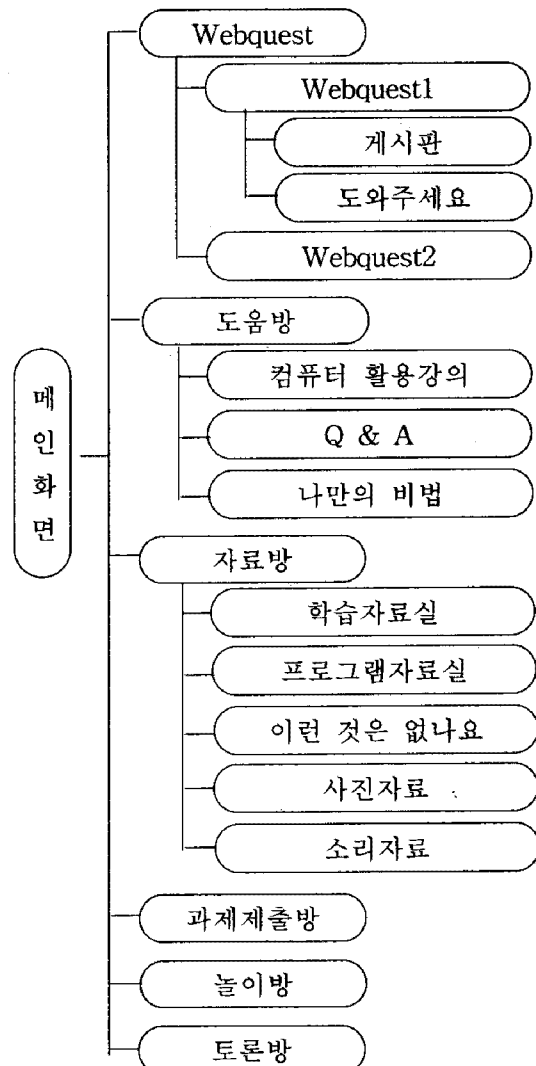 Webquest
Webquest1
게시판
도와주세요
Webquest2
도움방
컴퓨터 활용강의
Q & A
나만의 비법
메인화면
자료방
학습자료실
프로그램자료실
이런 것은 없나요
사진자료
소리자료
과제제출방
놀이방
토론방